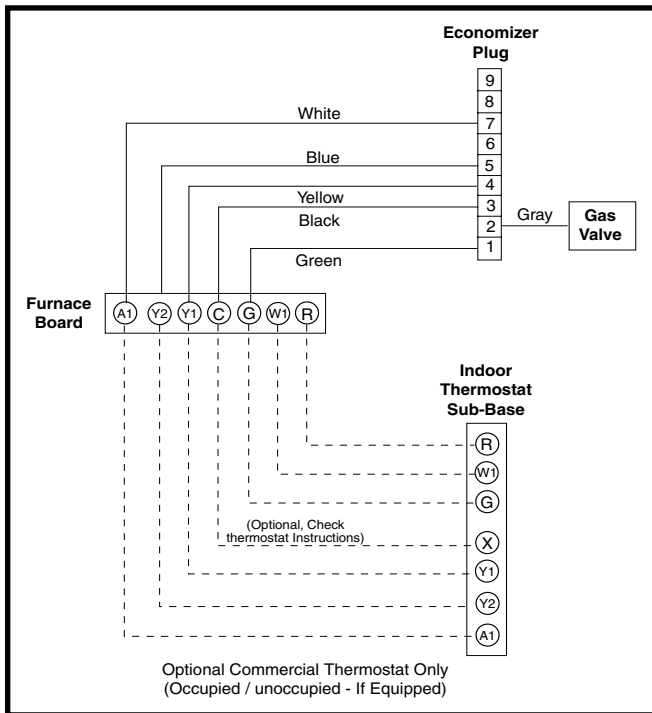 Economizer
Plug
9
8
7
6
5
4
3
2
1
White
Blue
Yellow
Black
Green
Gray
Gas
Valve
Furnace
Board
A1 Y2 Y1 C G W1 R
Indoor
Thermostat
Sub-Base
R
W1
G
X
Y1
Y2
A1
(Optional, Check
thermostat Instructions)
Optional Commercial Thermostat Only
(Occupied / unoccupied - If Equipped)